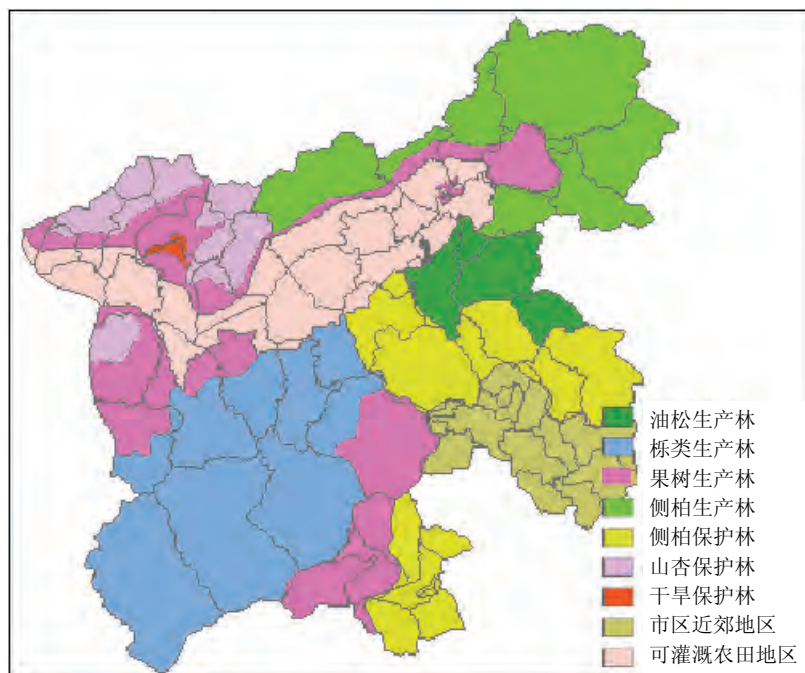 油松生产林
栎类生产林
果树生产林
侧柏生产林
侧柏保护林
山杏保护林
干旱保护林
市区近郊地区
可灌溉农田地区